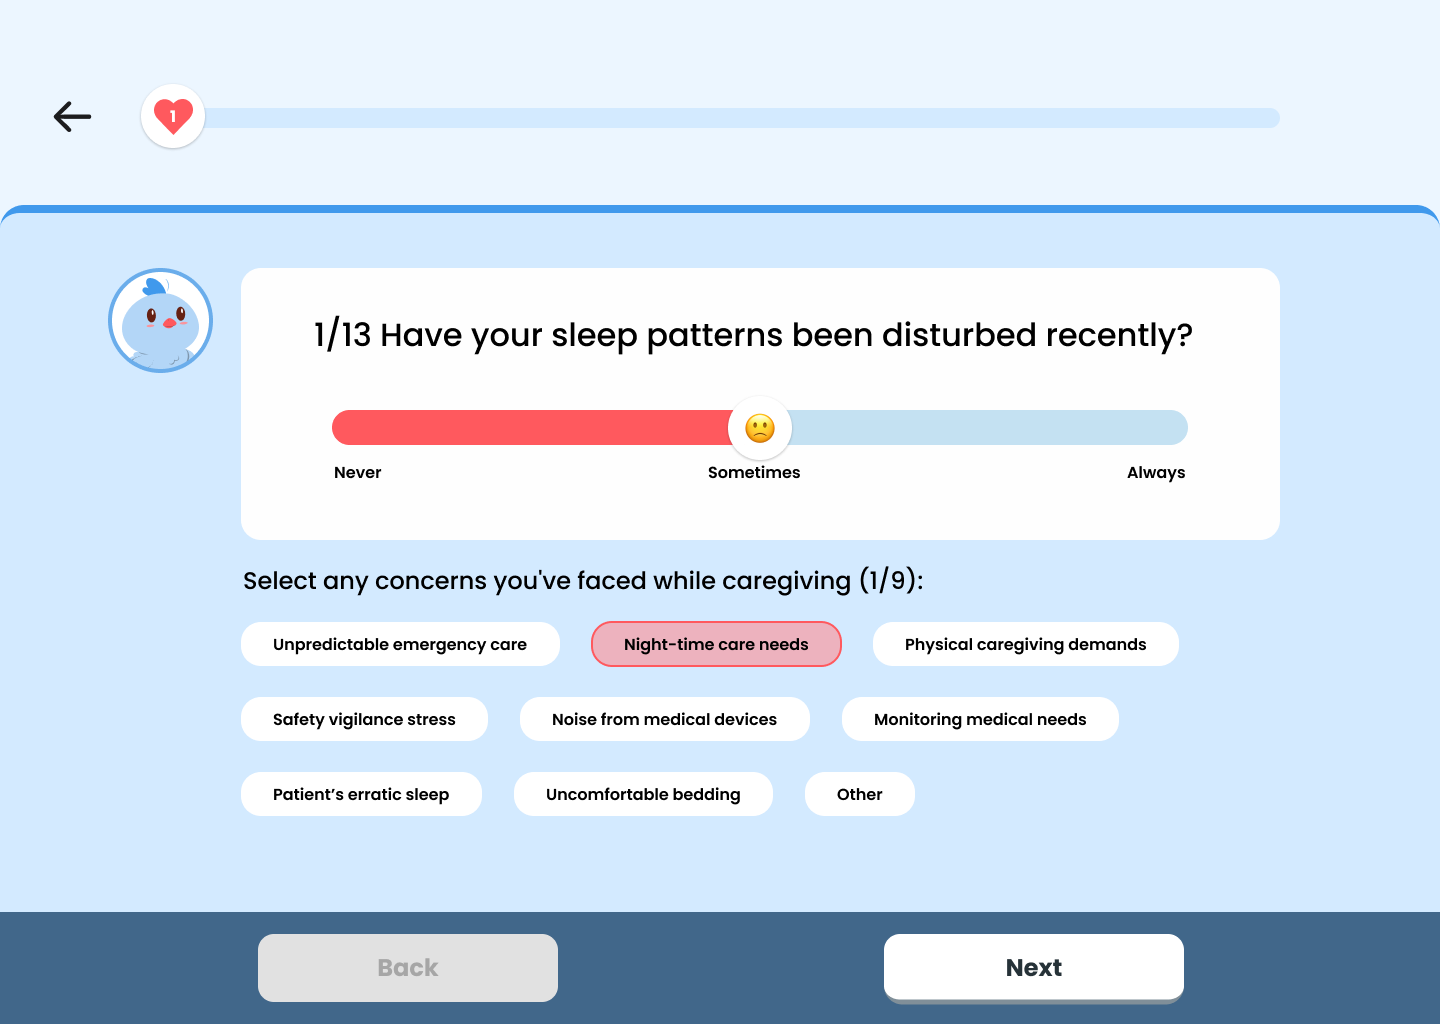 1
1/13 Have your sleep patterns been disturbed recently?
Never Sometimes Always
Select any concerns you've faced while caregiving (1/9):
Unpredictable emergency care Night-time care needs Physical caregiving demands
Safety vigilance stress Noise from medical devices Monitoring medical needs
Patient’s erratic sleep Uncomfortable bedding Other
Back Next